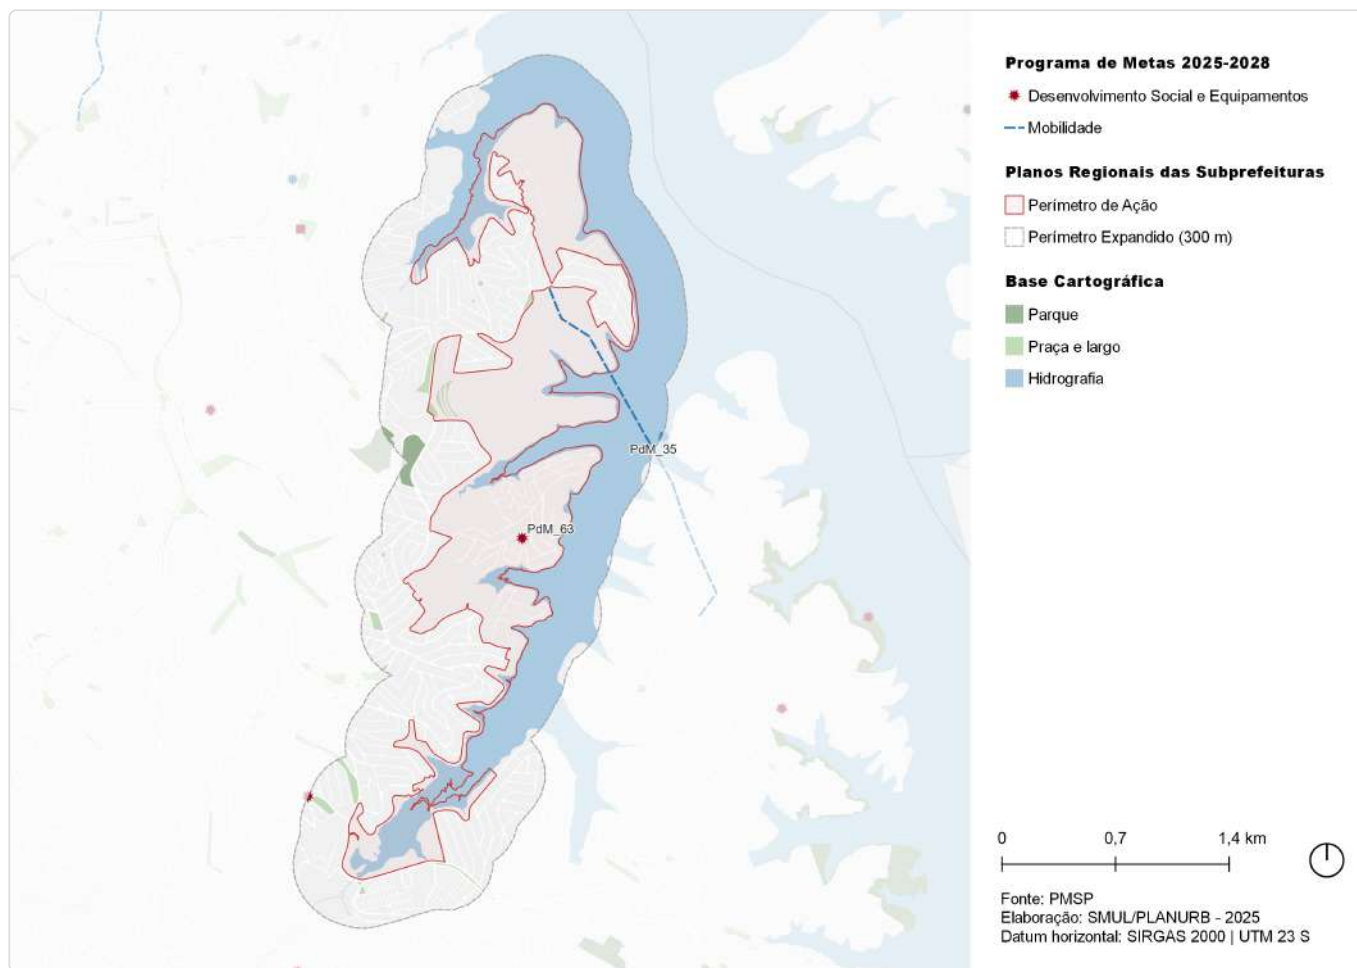 PdM_35
PdM_63
Programa de Metas 2025-2028
Desenvolvimento Social e Equipamentos
Mobilidade
Planos Regionais das Subprefeituras
Perímetro de Ação
Perímetro Expandido (300 m)
Base Cartográfica
Parque
Praça e largo
Hidrografia
0 0,7 1,4 km
Fonte: PMSP
Elaboração: SMUL/PLANURB - 2025
Datum horizontal: SIRGAS 2000 | UTM 23 S